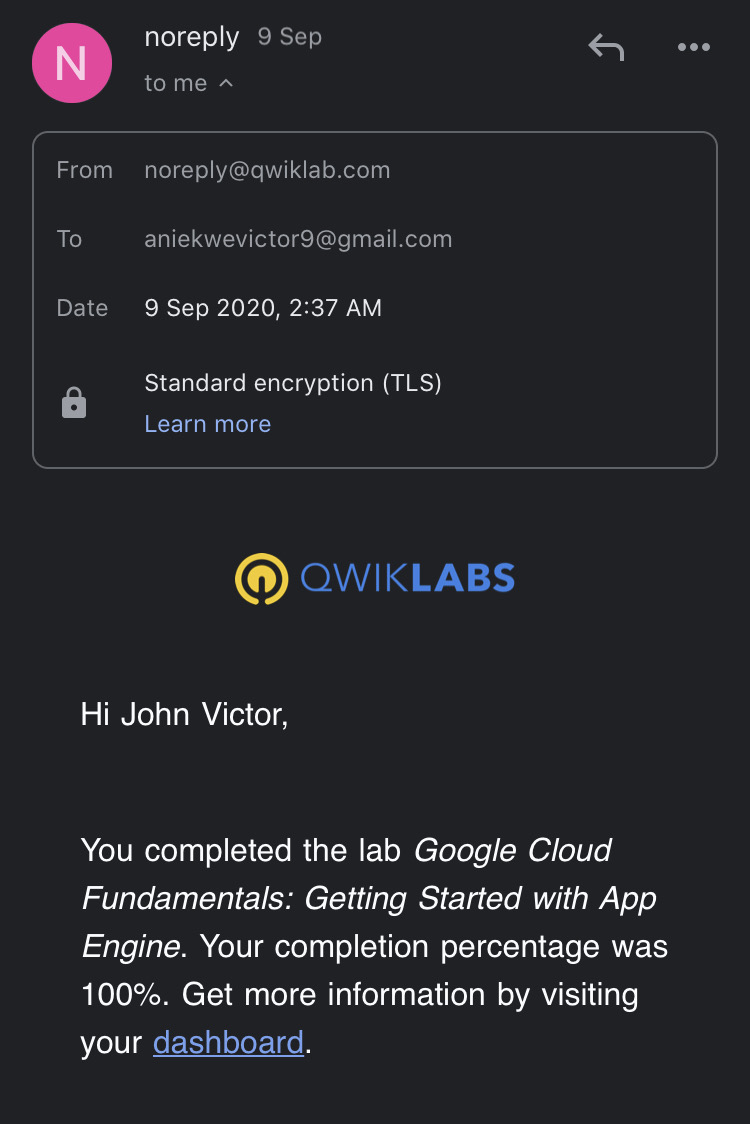 N
noreply 9 Sep
to me
From noreply@qwiklab.com
To aniekwevictor9@gmail.com
Date 9 Sep 2020, 2:37 AM
Standard encryption (TLS)
Learn more
QWIKLABS
Hi John Victor,
You completed the lab Google Cloud
Fundamentals: Getting Started with App
Engine. Your completion percentage was
100%. Get more information by visiting
your dashboard.